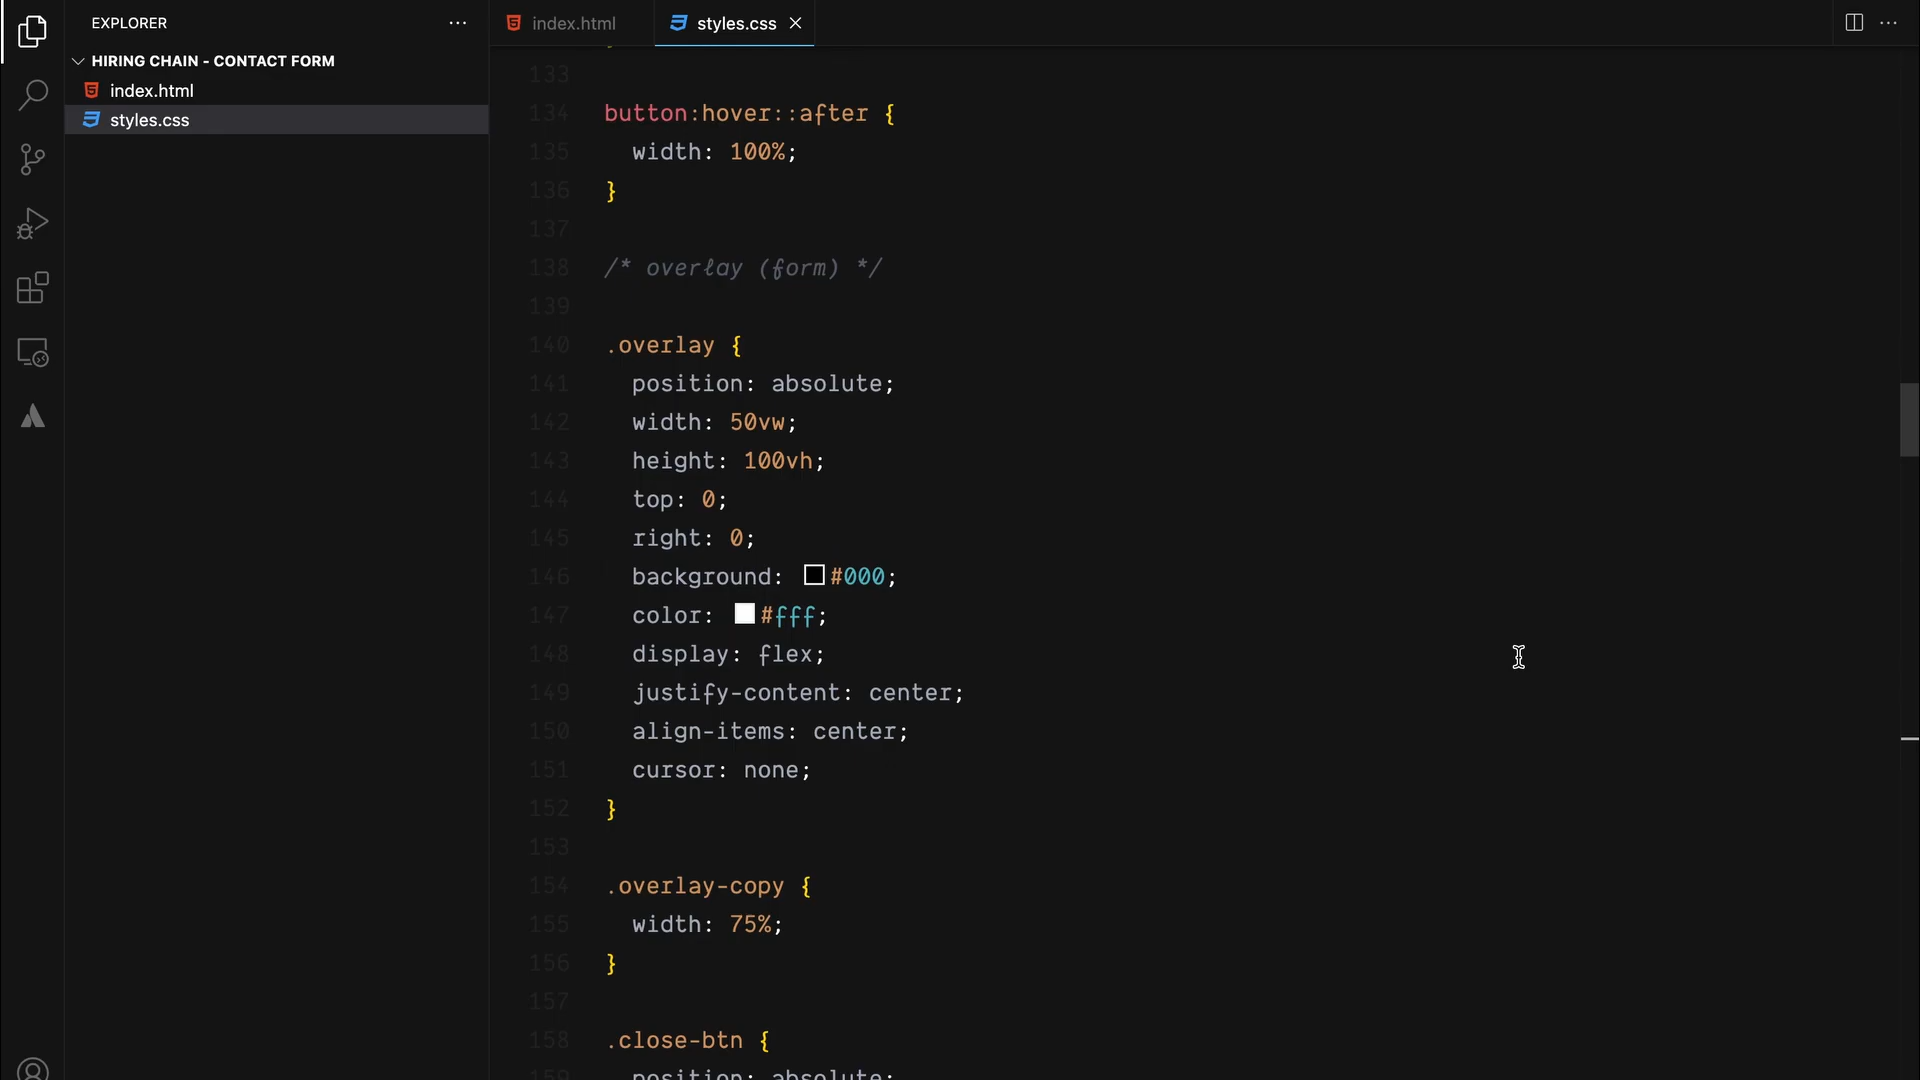 EXPLORER
HIRING CHAIN - CONTACT FORM
index.html
styles.css
index.html
styles.css
133
134 button:hover::after {
135 width: 100%;
136 }
137
138 /* overlay (form) */
139
140 .overlay {
141 position: absolute;
142 width: 50vw;
143 height: 100vh;
144 top: 0;
145 right: 0;
146 background: #000;
147 color: #fff;
148 display: flex;
149 justify-content: center;
150 align-items: center;
151 cursor: none;
152 }
153
154 .overlay-copy {
155 width: 75%;
156 }
157
158 .close-btn {
159 position: absolute;